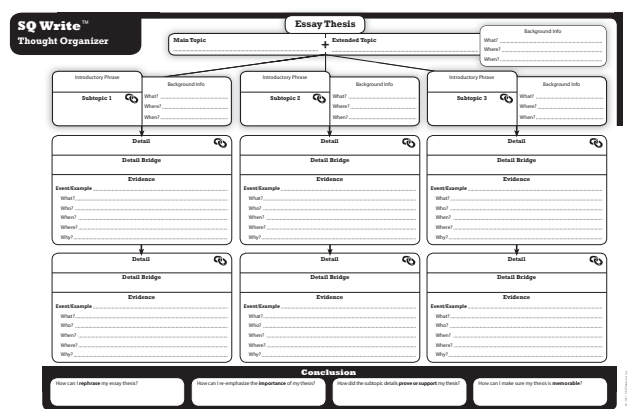 SQ Write™
Thought Organizer
Essay Thesis
Main Topic + Extended Topic
Background Info
What?
Where?
When?
Introductory Phrase
Subtopic 1
Background Info
What?
Where?
When?
Introductory Phrase
Subtopic 2
Background Info
What?
Where?
When?
Introductory Phrase
Subtopic 3
Background Info
What?
Where?
When?
Detail
Detail Bridge
Evidence
Event/Example
What?
Who?
When?
Where?
Why?
Detail
Detail Bridge
Evidence
Event/Example
What?
Who?
When?
Where?
Why?
Detail
Detail Bridge
Evidence
Event/Example
What?
Who?
When?
Where?
Why?
Detail
Detail Bridge
Evidence
Event/Example
What?
Who?
When?
Where?
Why?
Detail
Detail Bridge
Evidence
Event/Example
What?
Who?
When?
Where?
Why?
Detail
Detail Bridge
Evidence
Event/Example
What?
Who?
When?
Where?
Why?
Conclusion
How can I rephrase my essay thesis?
How can I re-emphasize the importance of my thesis?
How did the subtopic details prove or support my thesis?
How can I make sure my thesis is memorable?